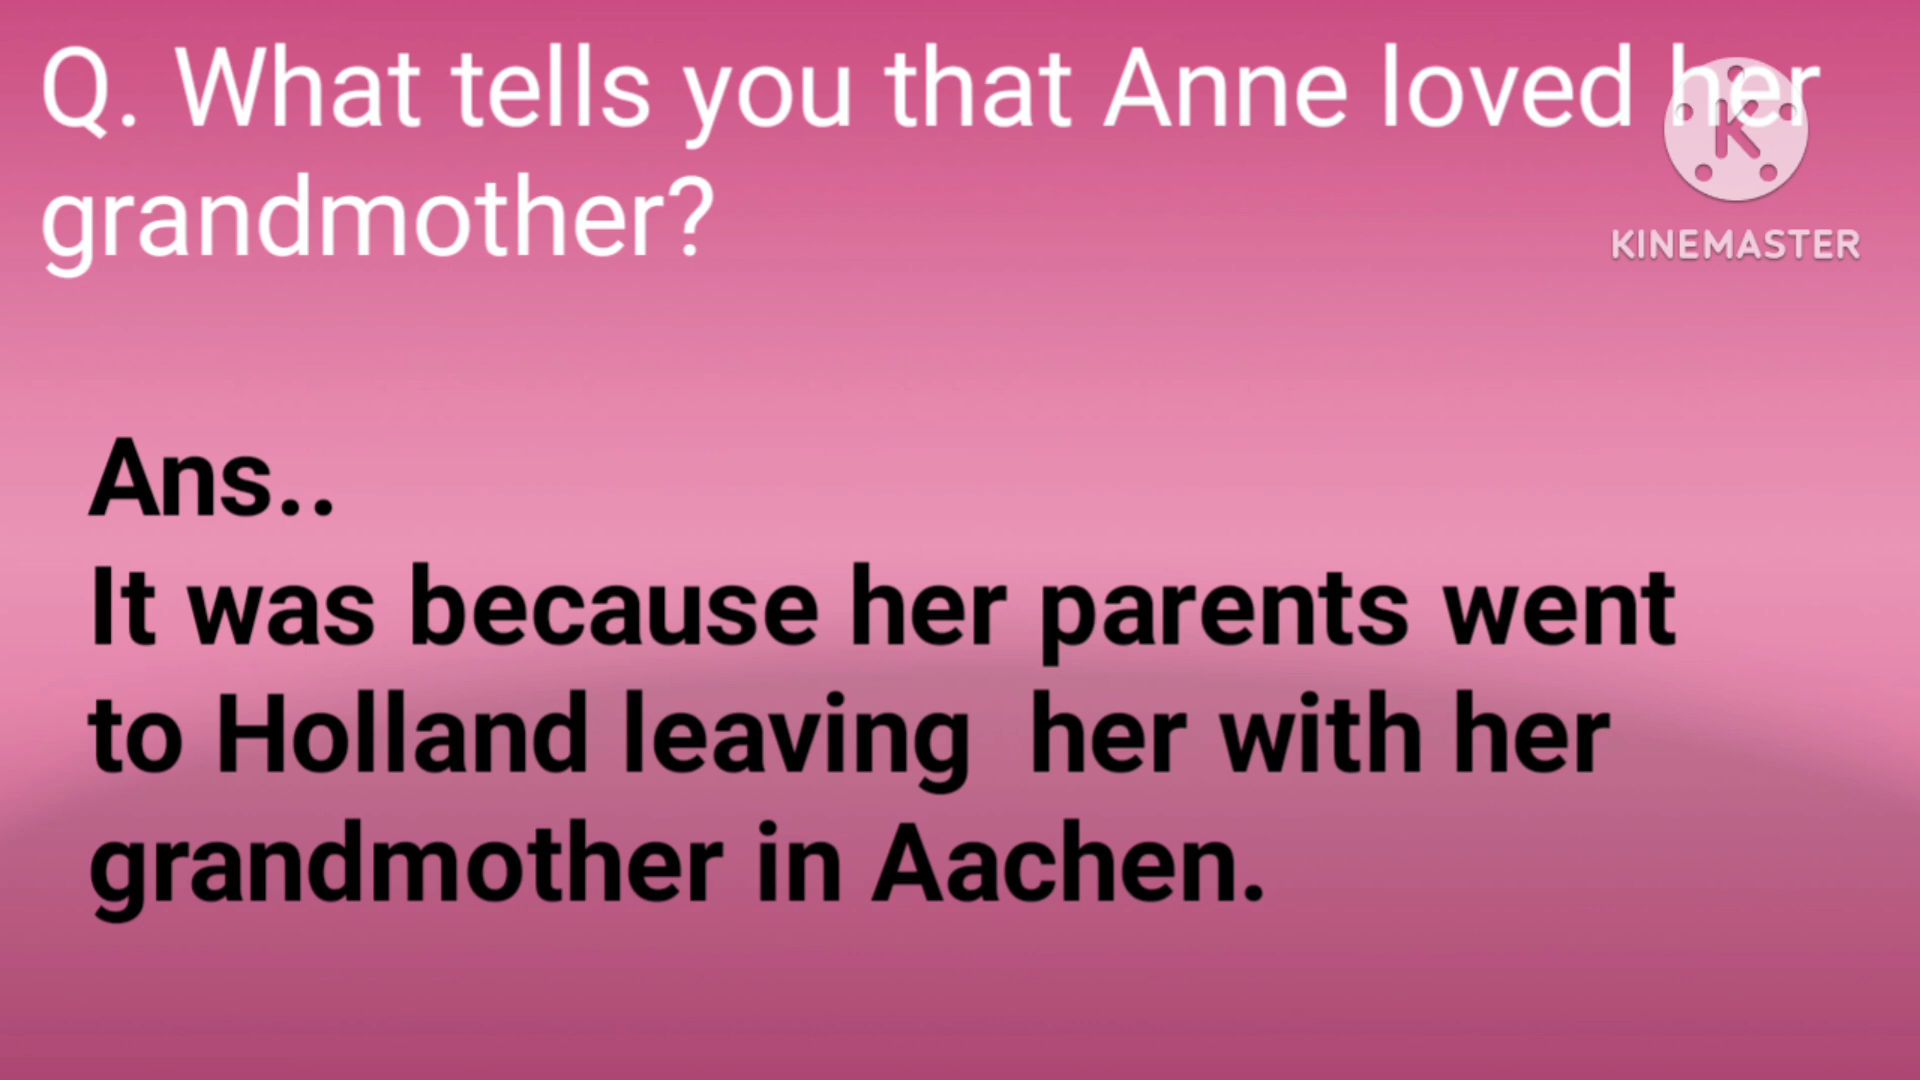 Q. What tells you that Anne loved her
grandmother?
K
KINEMASTER
Ans..
It was because her parents went
to Holland leaving  her with her
grandmother in Aachen.